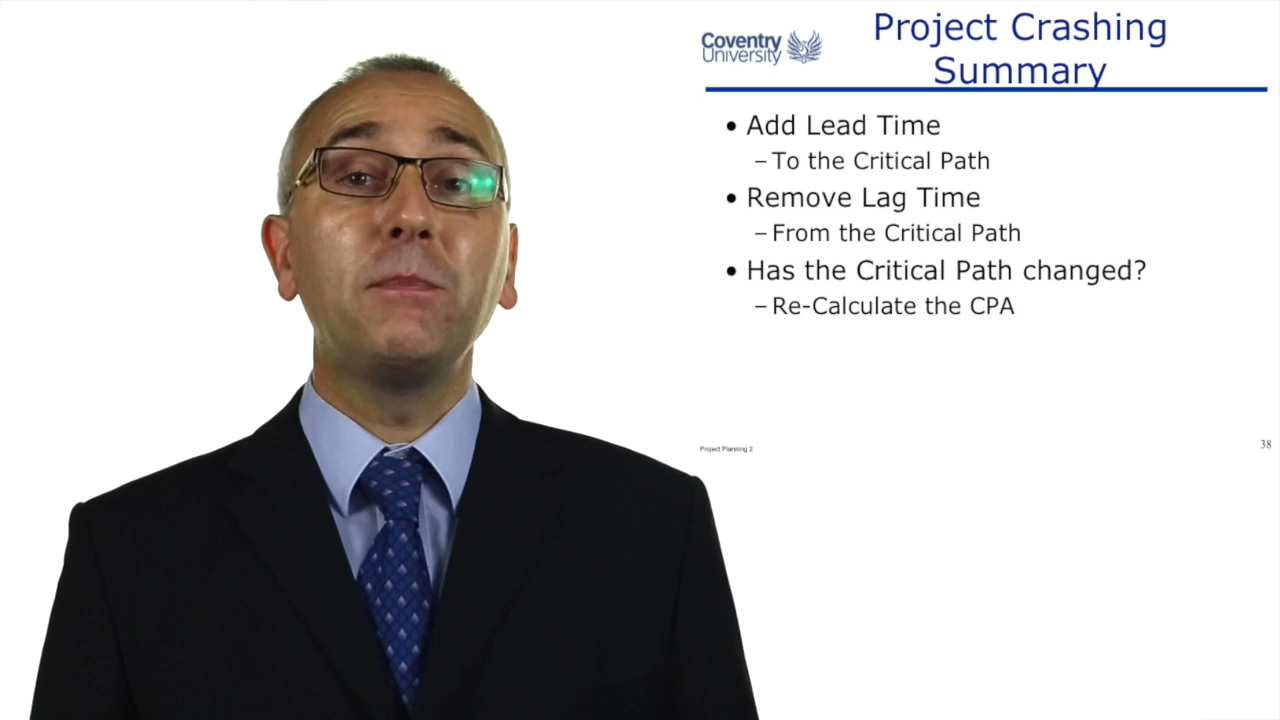 Coventry
University
Project Crashing
Summary
• Add Lead Time
– To the Critical Path
• Remove Lag Time
– From the Critical Path
• Has the Critical Path changed?
– Re-Calculate the CPA
Project Planning 2
38